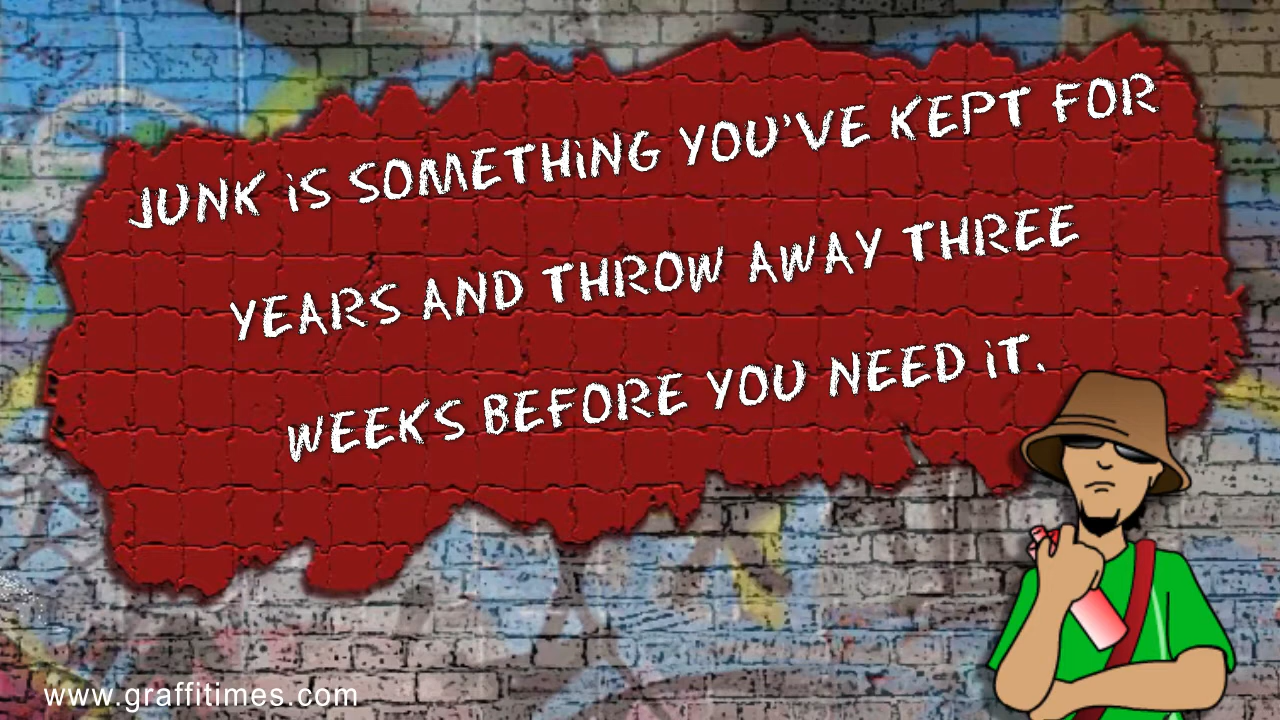 JUNK iS SOMETHiNG YOU'VE KEPT FOR
YEARS AND THROW AWAY THREE
WEEKS BEFORE YOU NEED iT.
www.graffitimes.com